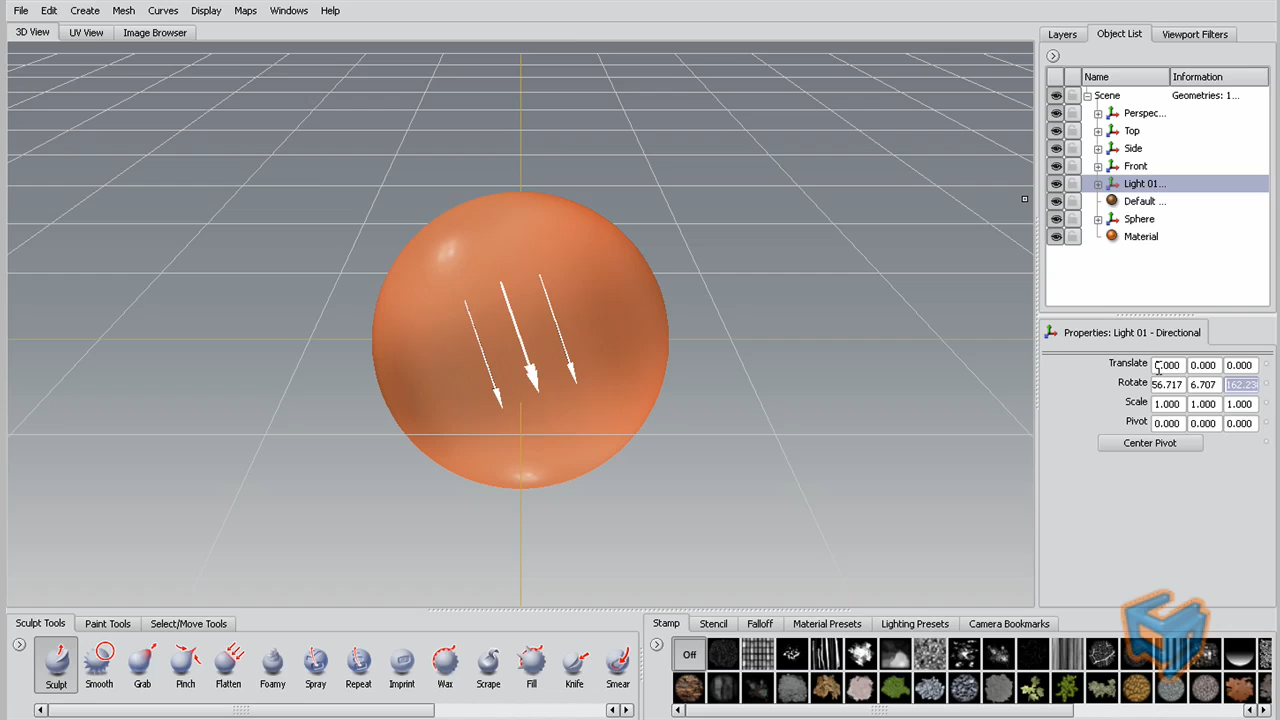 File Edit Create Mesh Curves Display Maps Windows Help
3D View UV View Image Browser
Layers Object List Viewport Filters
Name Information
Scene Geometries: 1...
Perspec...
Top
Side
Front
Light 01...
Default ...
Sphere
Material
Properties: Light 01 - Directional
Translate 0.000 0.000
Rotate 56.717 6.707
Scale 1.000 1.000 1.000
Pivot 0.000 0.000 0.000
Center Pivot
Sculpt Tools Paint Tools Select/Move Tools
Stamp Stencil Falloff Material Presets Lighting Presets Camera Bookmarks
Off
Sculpt Smooth Grab Pinch Flatten Foamy Spray Repeat Imprint Wax Scrape Fill Knife Smear